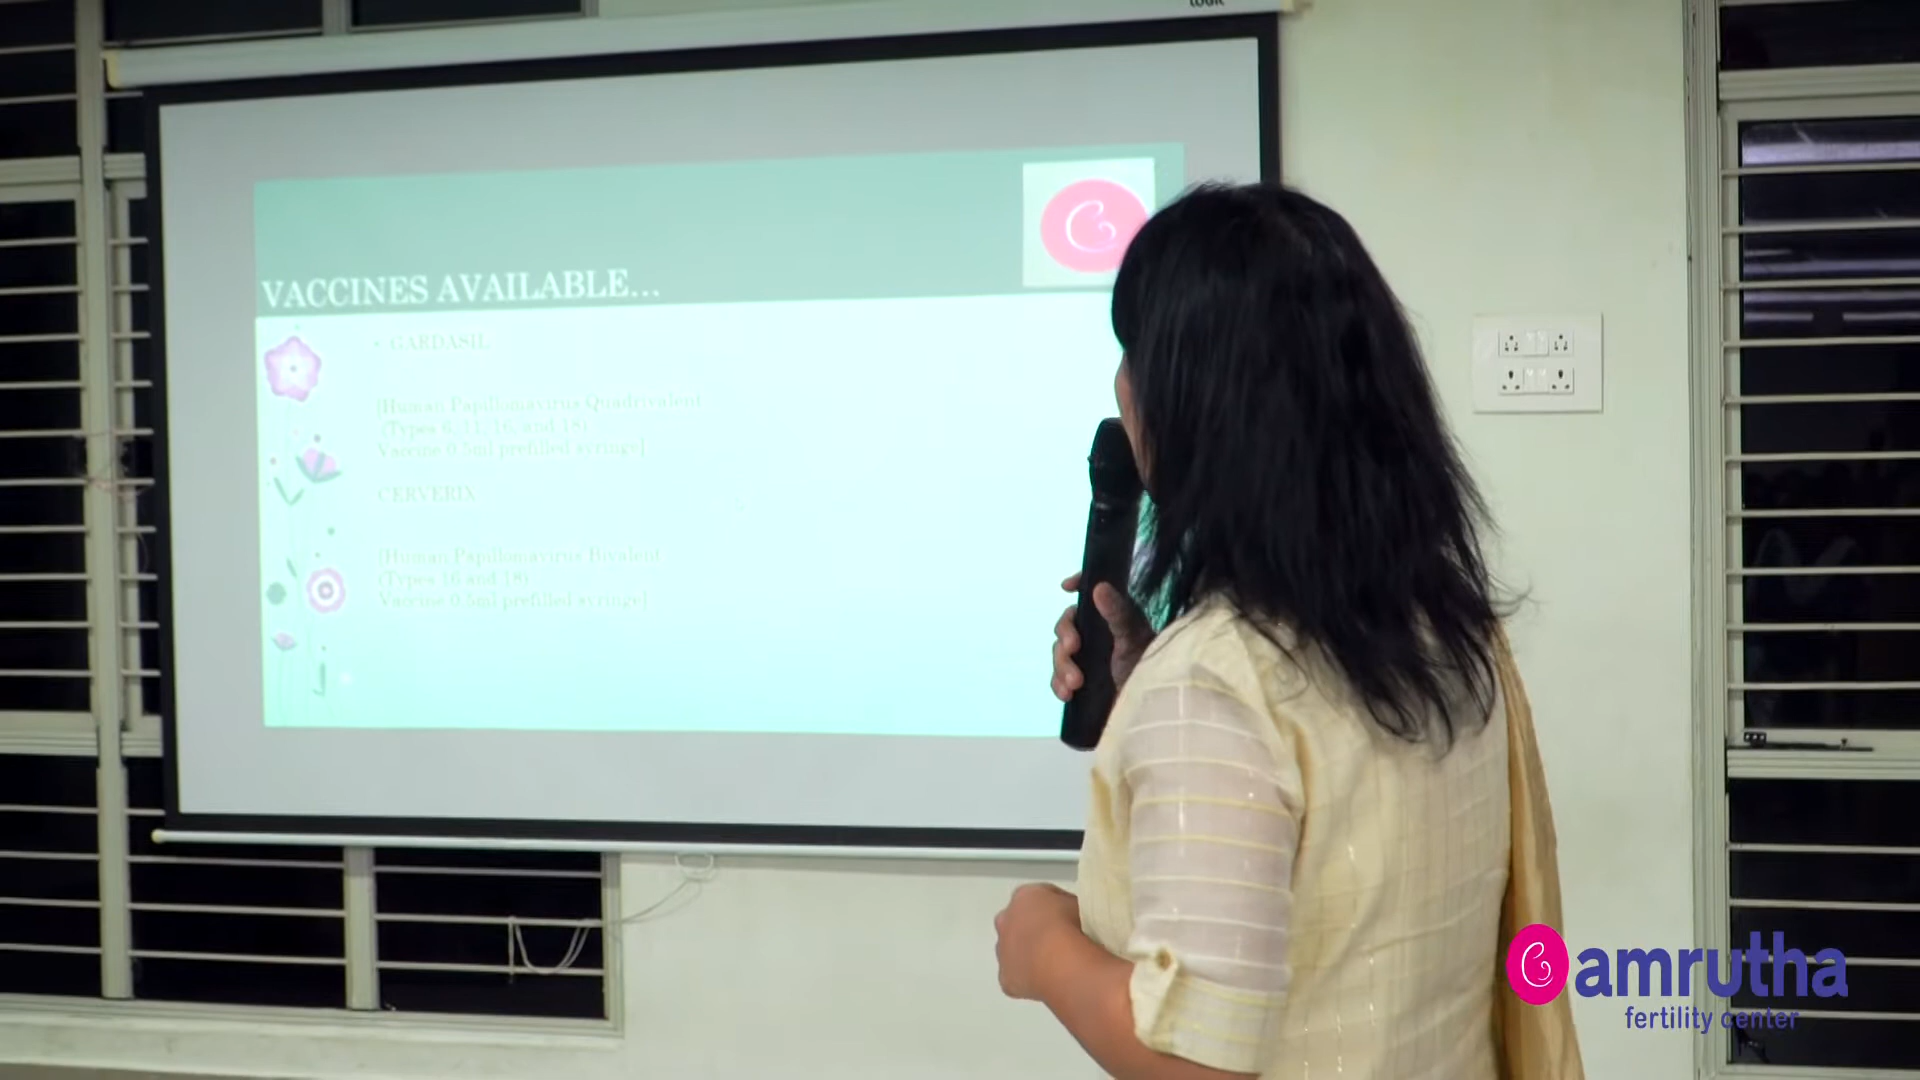 LOGIC
VACCINES AVAILABLE...
• GARDASIL
[Human Papillomavirus Quadrivalent
(Types 6, 11, 16, and 18)
Vaccine 0.5ml prefilled syringe]
CERVERIX
[Human Papillomavirus Bivalent
(Types 16 and 18)
Vaccine 0.5ml prefilled syringe]
amrutha
fertility center